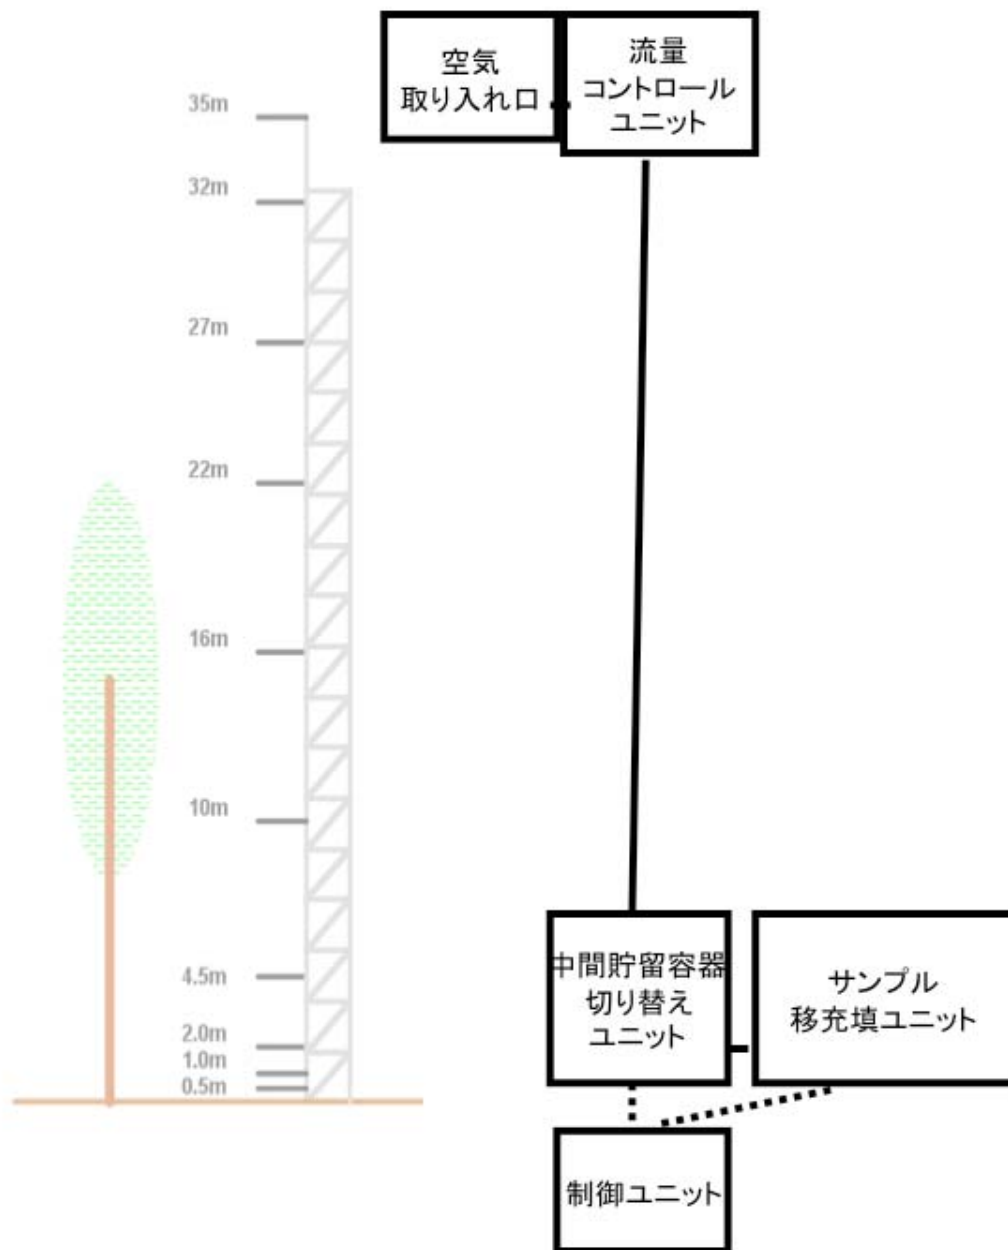 空気
取り入れ口
流量
コントロール
ユニット
35m
32m
27m
22m
16m
10m
4.5m
2.0m
1.0m
0.5m
中間貯留容器
切り替え
ユニット
サンプル
移充填ユニット
制御ユニット